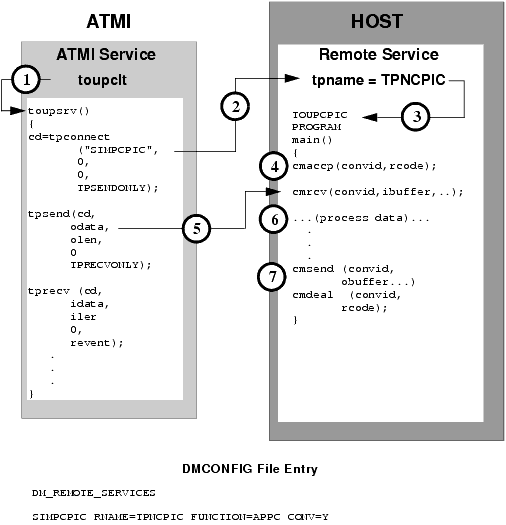 ATMI
HOST
ATMI Service
toupclt
Remote Service
tpname = TPNCPIC
1
2
3
toupsrv()
{
cd=tpconnect
("SIMPCPIC",
0,
0,
TPSENDONLY);
tpsend(cd,
odata,
olen,
0
TPRECVONLY);
tprecv (cd,
idata,
iler
0,
revent);
.
.
.
}
TOUPCPIC
PROGRAM
main()
{
4
cmaccp(convid,rcode);
cmrcv(convid,ibuffer,..);
5
6
...(process data)...
.
.
.
7
cmsend (convid,
obuffer...)
cmdeal (convid,
rcode);
}
DMCONFIG File Entry
DM_REMOTE_SERVICES
SIMPCPIC RNAME=TPNCPIC FUNCTION=APPC CONV=Y